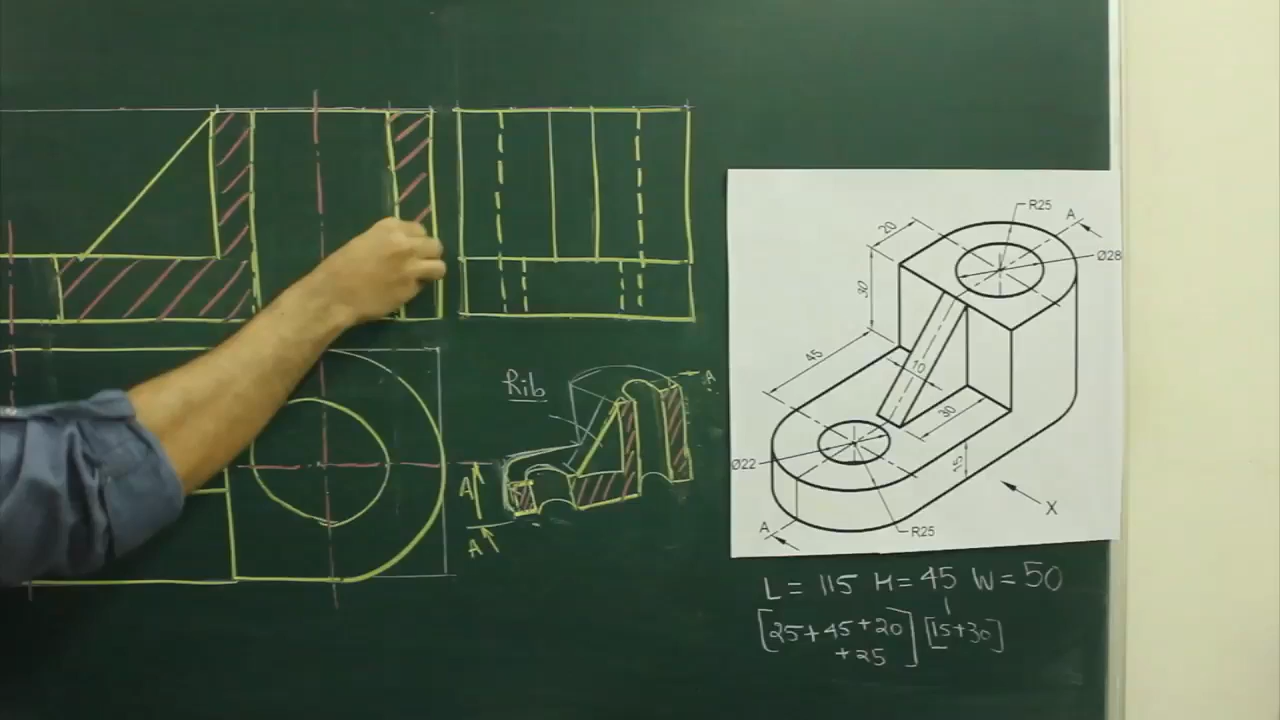 Rib
A
A
A
R25
A
20
Ø28
30
45
10
30
Ø22
15
X
A
R25
L = 115 H = 45 W = 50
[25+45+20 [15+30]
+25]